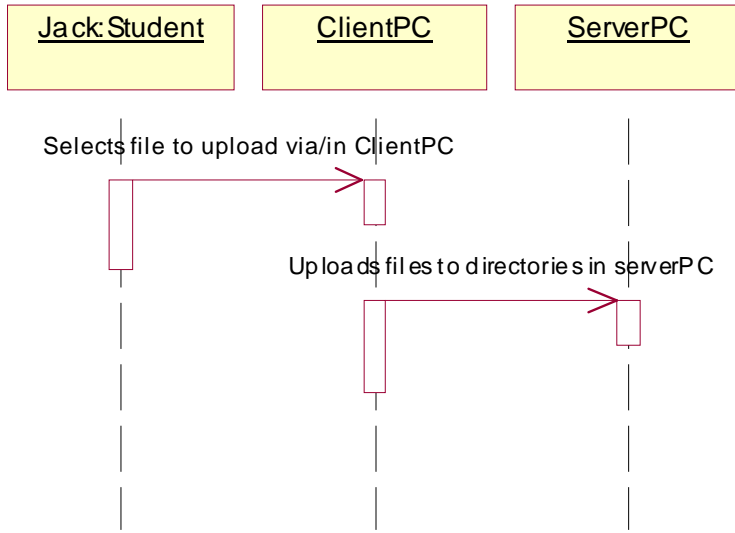 Jack:Student
ClientPC
ServerPC
Selects file to upload via/in ClientPC
Uploads files to directories in serverPC